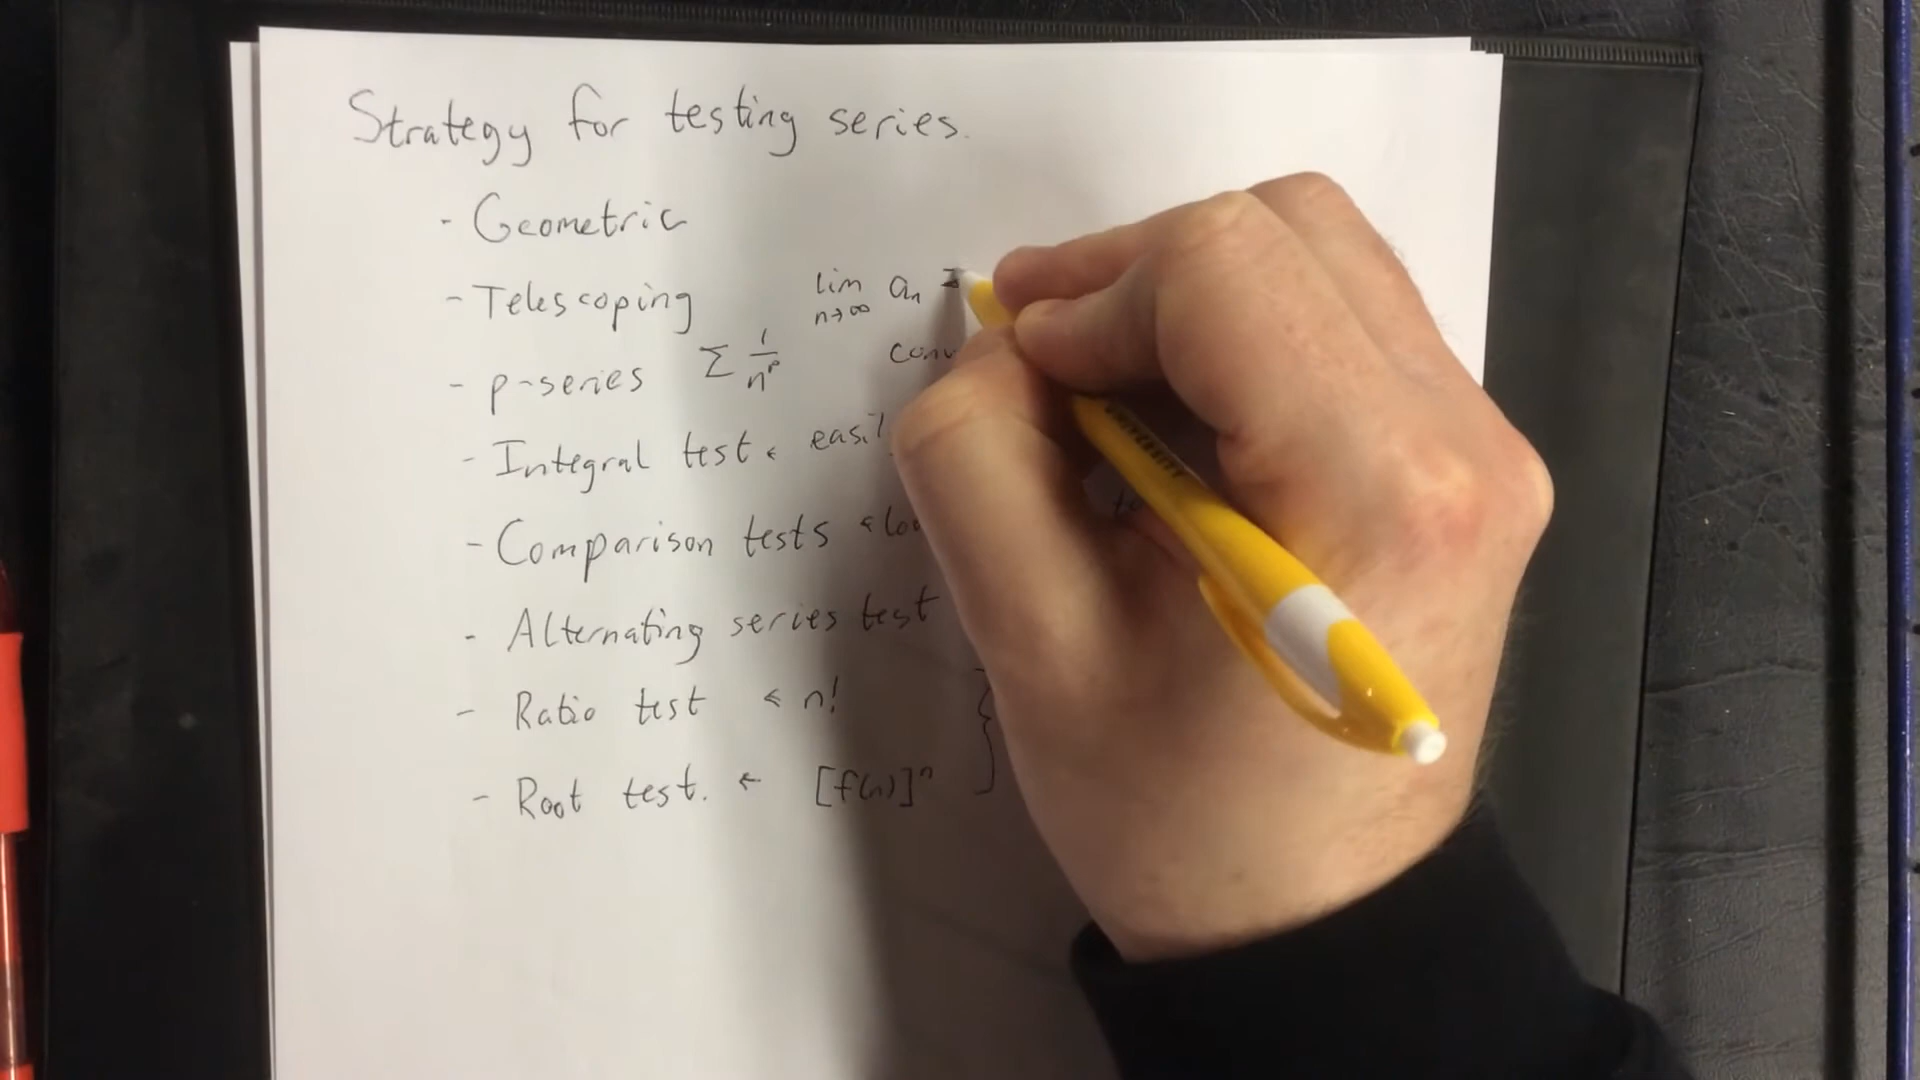 Strategy for testing series.
- Geometric
- Telescoping lim n→∞ aₙ
- p-series Σ 1/nᵖ
- Integral test ←
- Comparison tests ←
- Alternating series test
- Ratio test ← n!
- Root test. ← [f(n)]ⁿ